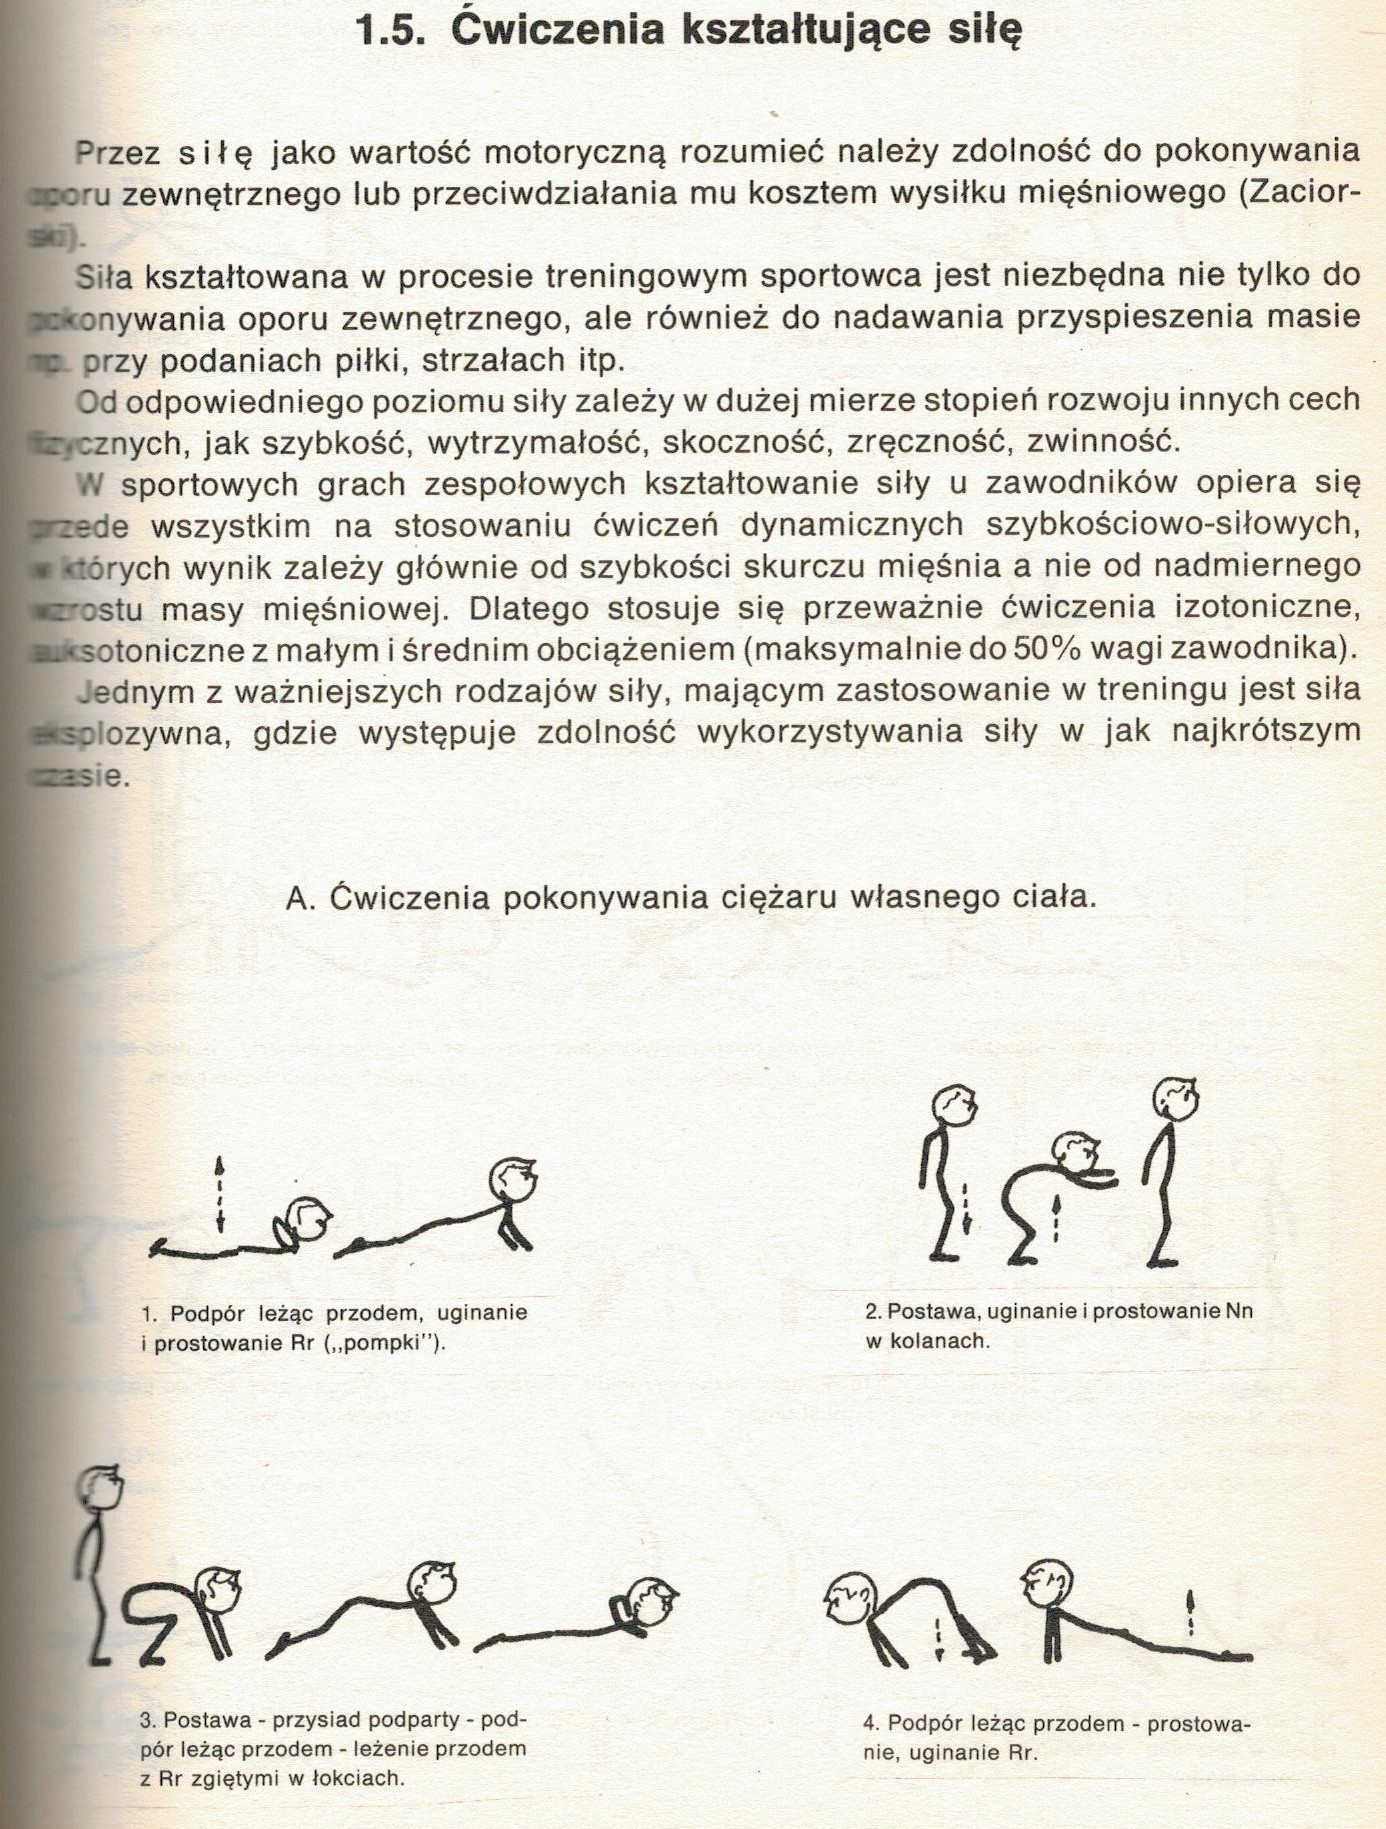 1.5. Ćwiczenia kształtujące siłę
Przez siłę jako wartość motoryczną rozumieć należy zdolność do pokonywania
oporu zewnętrznego lub przeciwdziałania mu kosztem wysiłku mięśniowego (Zacior-
ski).
Siła kształtowana w procesie treningowym sportowca jest niezbędna nie tylko do
pokonywania oporu zewnętrznego, ale również do nadawania przyspieszenia masie
np. przy podaniach piłki, strzałach itp.
Od odpowiedniego poziomu siły zależy w dużej mierze stopień rozwoju innych cech
fizycznych, jak szybkość, wytrzymałość, skoczność, zręczność, zwinność.
W sportowych grach zespołowych kształtowanie siły u zawodników opiera się
przede wszystkim na stosowaniu ćwiczeń dynamicznych szybkościowo-siłowych,
w których wynik zależy głównie od szybkości skurczu mięśnia a nie od nadmiernego
wzrostu masy mięśniowej. Dlatego stosuje się przeważnie ćwiczenia izotoniczne,
auksotoniczne z małym i średnim obciążeniem (maksymalnie do 50% wagi zawodnika).
Jednym z ważniejszych rodzajów siły, mającym zastosowanie w treningu jest siła
eksplozywna, gdzie występuje zdolność wykorzystywania siły w jak najkrótszym
czasie.
A. Ćwiczenia pokonywania ciężaru własnego ciała.
1. Podpór leżąc przodem, uginanie
i prostowanie Rr („pompki").
2. Postawa, uginanie i prostowanie Nn
w kolanach.
3. Postawa - przysiad podparty - pod-
pór leżąc przodem - leżenie przodem
z Rr zgiętymi w łokciach.
4. Podpór leżąc przodem - prostowa-
nie, uginanie Rr.